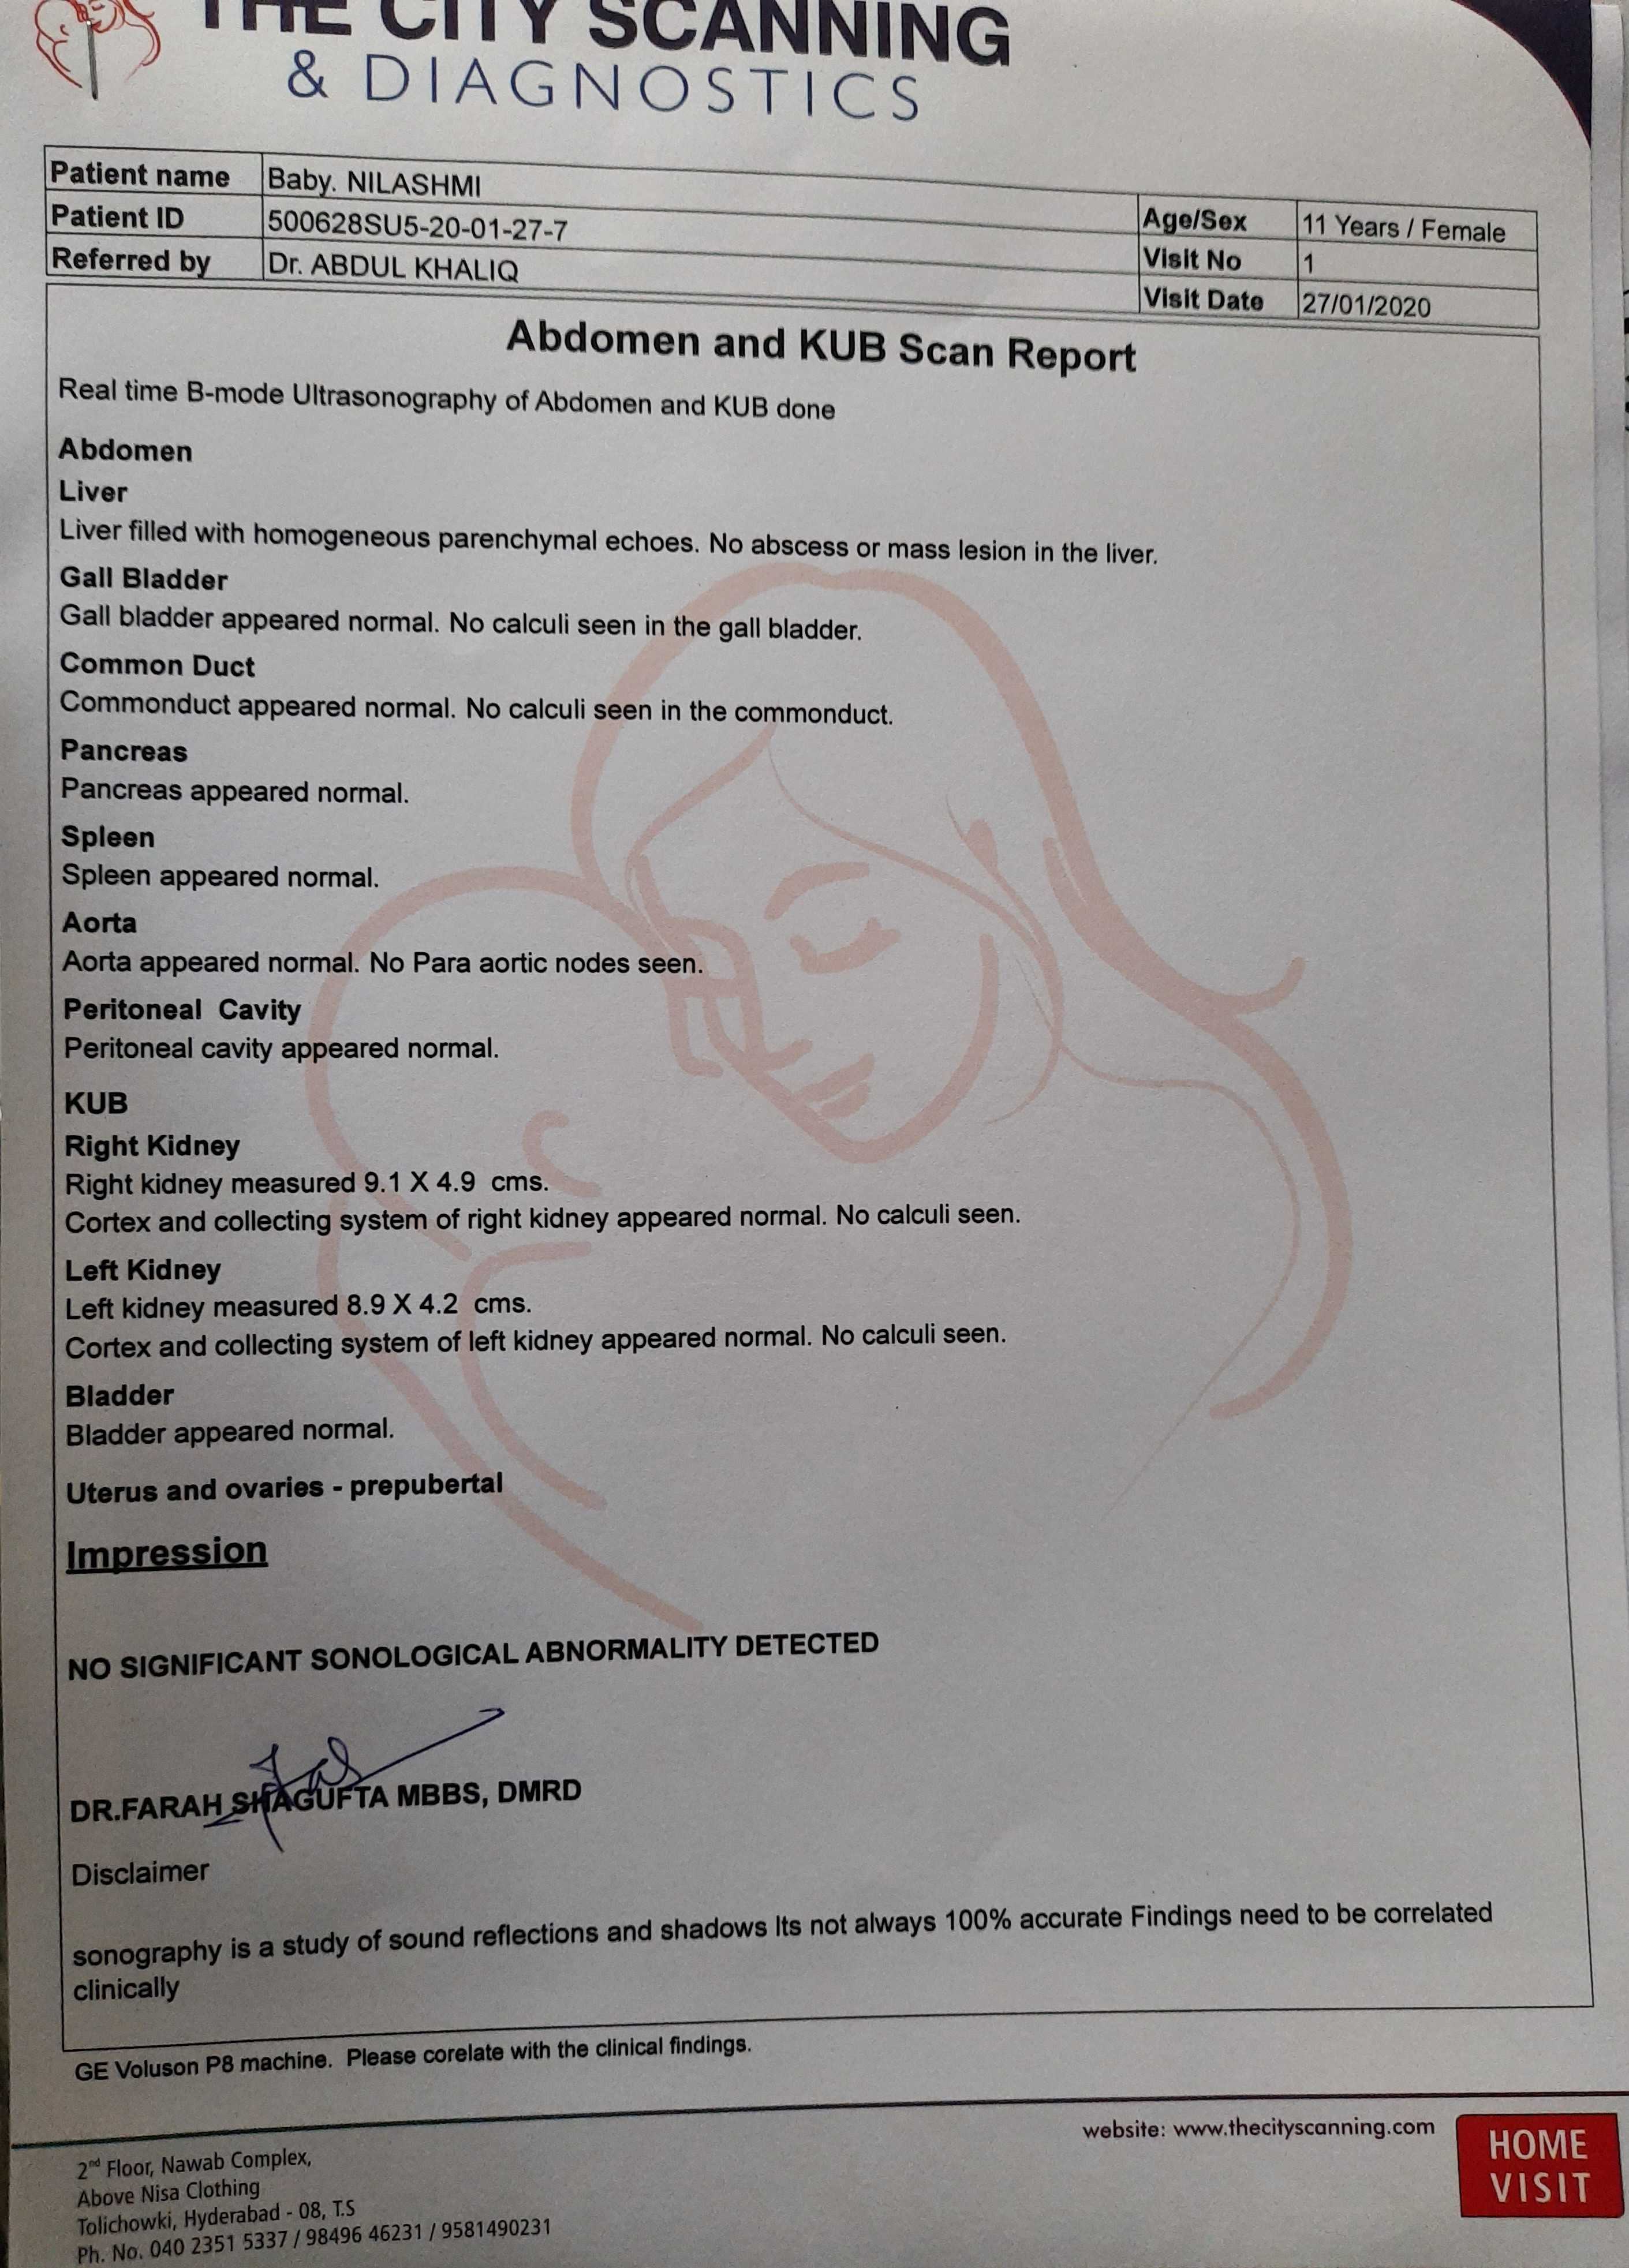 THE CITY SCANNING
& DIAGNOSTICS
Patient name Baby. NILASHMI
Patient ID 500628SU5-20-01-27-7
Referred by Dr. ABDUL KHALIQ
Age/Sex 11 Years / Female
Visit No 1
Visit Date 27/01/2020
Abdomen and KUB Scan Report
Real time B-mode Ultrasonography of Abdomen and KUB done
Abdomen
Liver
Liver filled with homogeneous parenchymal echoes. No abscess or mass lesion in the liver.
Gall Bladder
Gall bladder appeared normal. No calculi seen in the gall bladder.
Common Duct
Commonduct appeared normal. No calculi seen in the commonduct.
Pancreas
Pancreas appeared normal.
Spleen
Spleen appeared normal.
Aorta
Aorta appeared normal. No Para aortic nodes seen.
Peritoneal Cavity
Peritoneal cavity appeared normal.
KUB
Right Kidney
Right kidney measured 9.1 X 4.9 cms.
Cortex and collecting system of right kidney appeared normal. No calculi seen.
Left Kidney
Left kidney measured 8.9 X 4.2 cms.
Cortex and collecting system of left kidney appeared normal. No calculi seen.
Bladder
Bladder appeared normal.
Uterus and ovaries - prepubertal
Impression
NO SIGNIFICANT SONOLOGICAL ABNORMALITY DETECTED
DR.FARAH SHAGUFTA MBBS, DMRD
Disclaimer
sonography is a study of sound reflections and shadows Its not always 100% accurate Findings need to be correlated
clinically
GE Voluson P8 machine. Please corelate with the clinical findings.
website: www.thecityscanning.com
HOME
VISIT
2nd Floor, Nawab Complex,
Above Nisa Clothing
Tolichowki, Hyderabad - 08, T.S
Ph. No. 040 2351 5337 / 98496 46231 / 9581490231